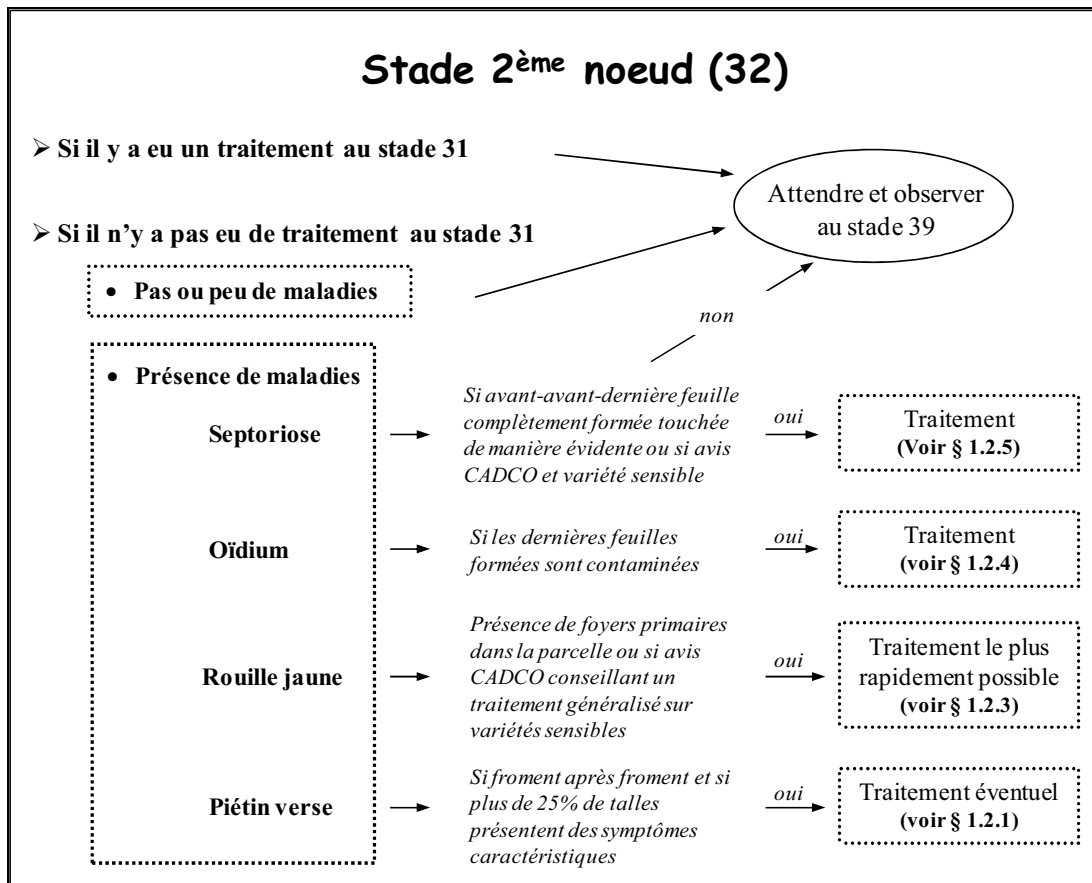 Stade 2ème noeud (32)
➢ Si il y a eu un traitement au stade 31
Attendre et observer
au stade 39
➢ Si il n’y a pas eu de traitement au stade 31
• Pas ou peu de maladies
non
• Présence de maladies
Septoriose
Si avant-avant-dernière feuille
complètement formée touchée
de manière évidente ou si avis
CADCO et variété sensible
oui
Traitement
(Voir § 1.2.5)
Oïdium
Si les dernières feuilles
formées sont contaminées
oui
Traitement
(voir § 1.2.4)
Rouille jaune
Présence de foyers primaires
dans la parcelle ou si avis
CADCO conseillant un
traitement généralisé sur
variétés sensibles
oui
Traitement le plus
rapidement possible
(voir § 1.2.3)
Piétin verse
Si froment après froment et si
plus de 25% de talles
présentent des symptômes
caractéristiques
oui
Traitement éventuel
(voir § 1.2.1)